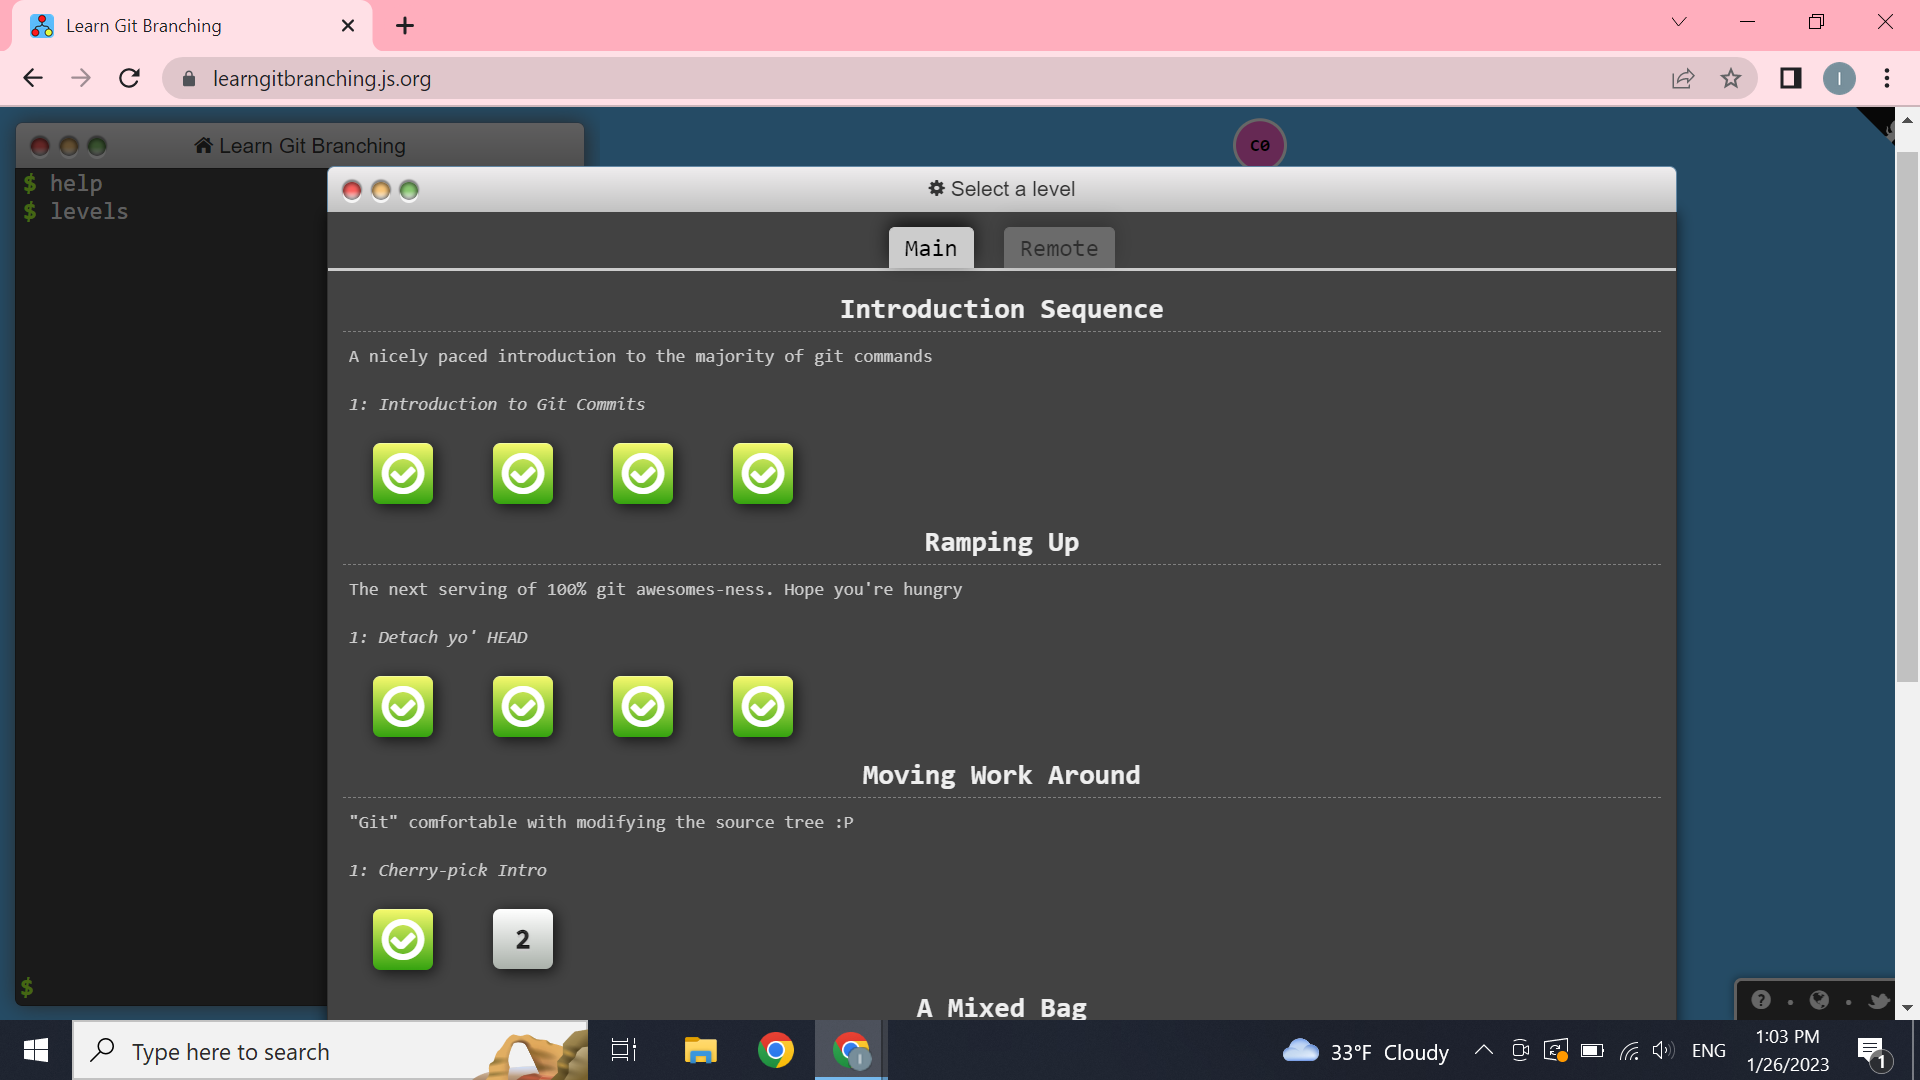 Learn Git Branching
learngitbranching.js.org
I
Learn Git Branching
$ help
$ levels
$
C0
Select a level
Main Remote
Introduction Sequence
A nicely paced introduction to the majority of git commands
1: Introduction to Git Commits
Ramping Up
The next serving of 100% git awesomes-ness. Hope you're hungry
1: Detach yo' HEAD
Moving Work Around
"Git" comfortable with modifying the source tree :P
1: Cherry-pick Intro
2
A Mixed Bag
Type here to search
I
33°F Cloudy
ENG
1:03 PM
1/26/2023
1